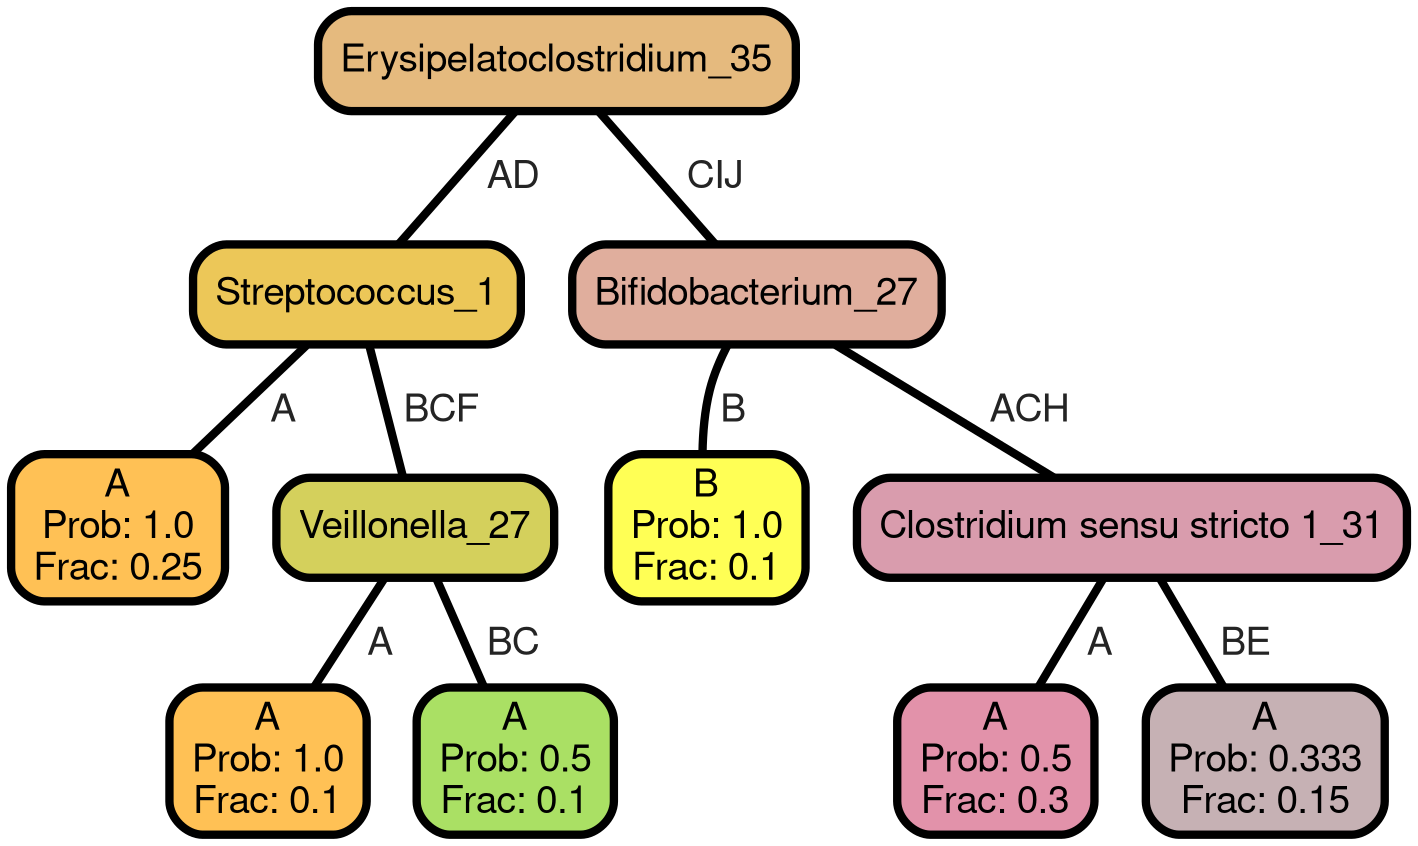 Erysipelatoclostridium_35
AD
CIJ
Streptococcus_1
Bifidobacterium_27
A
BCF
B
ACH
A
Prob: 1.0
Frac: 0.25
Veillonella_27
B
Prob: 1.0
Frac: 0.1
Clostridium sensu stricto 1_31
A
BC
A
BE
A
Prob: 1.0
Frac: 0.1
A
Prob: 0.5
Frac: 0.1
A
Prob: 0.5
Frac: 0.3
A
Prob: 0.333
Frac: 0.15